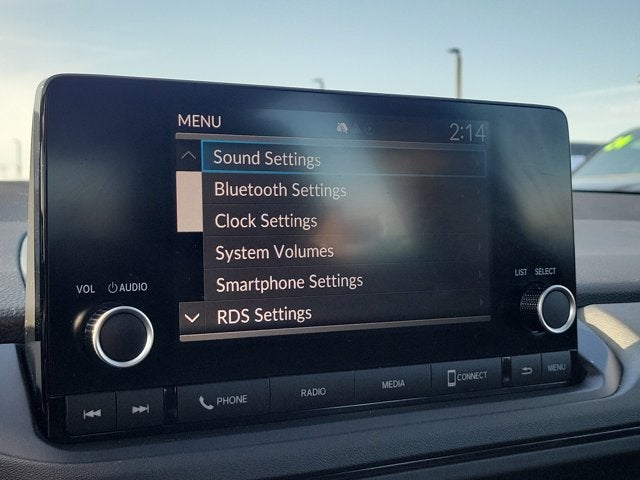 MENU
2:14
Sound Settings
Bluetooth Settings
Clock Settings
System Volumes
Smartphone Settings
RDS Settings
VOL AUDIO
LIST SELECT
PHONE
RADIO
MEDIA
CONNECT
MENU